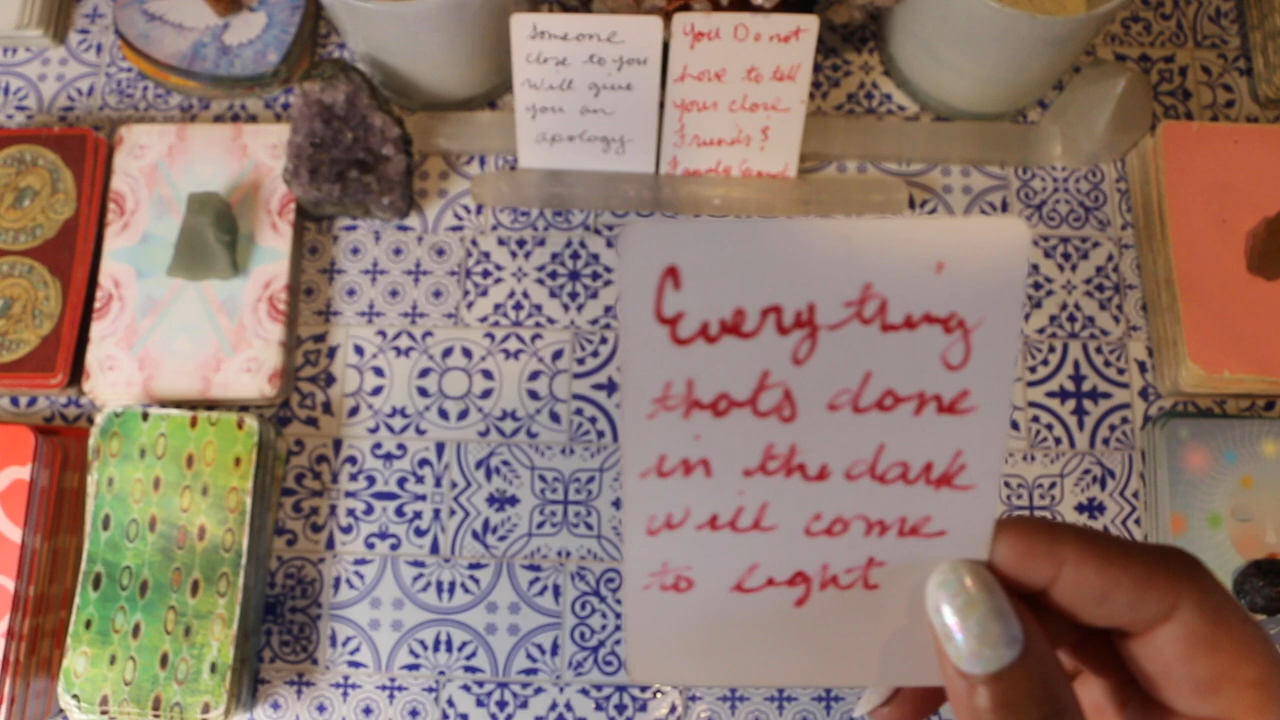 Someone
close to you
will give
you an
apology
You Do not
have to tell
your close
Friends &
Everything
that's done
in the dark
will come
to light